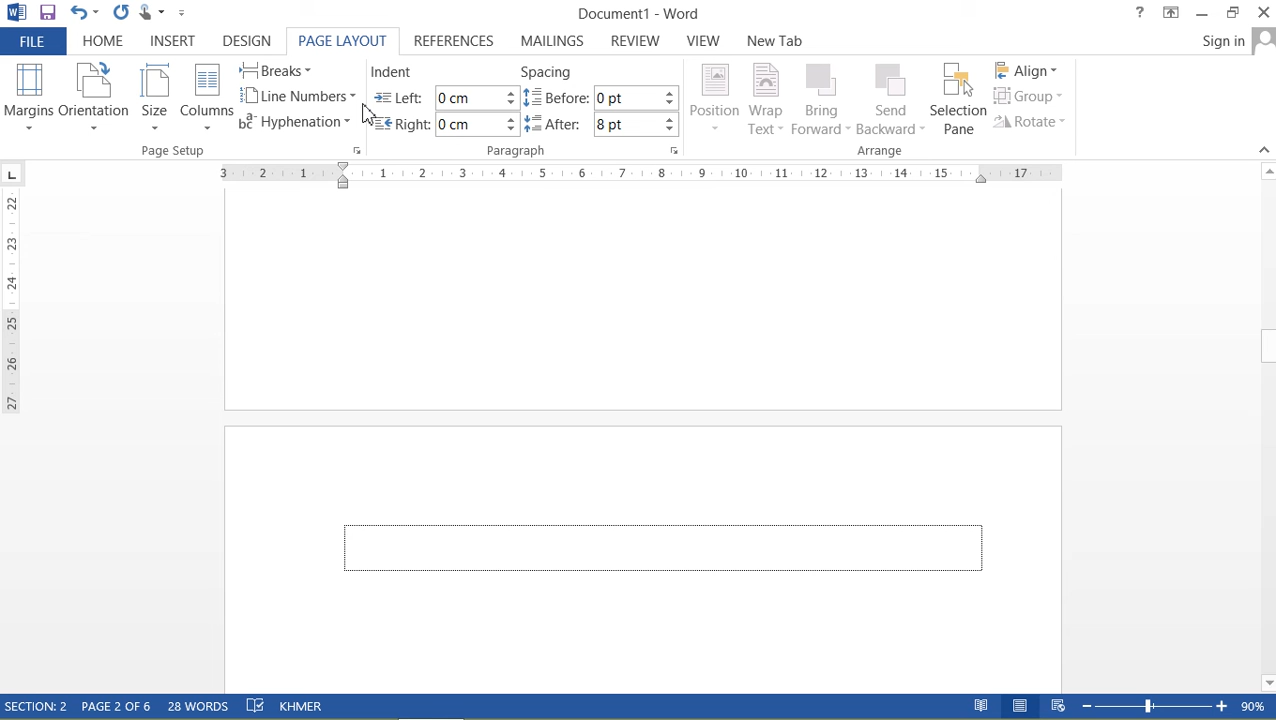 Document1 - Word
?
FILE HOME INSERT DESIGN PAGE LAYOUT REFERENCES MAILINGS REVIEW VIEW New Tab Sign in
Margins Orientation Size Columns
Breaks
Line Numbers
Hyphenation
Page Setup
Indent Spacing
Left: 0 cm Before: 0 pt
Right: 0 cm After: 8 pt
Paragraph
Position Wrap Text Bring Forward Send Backward Selection Pane
Align
Group
Rotate
Arrange
3 2 1 1 2 3 4 5 6 7 8 9 10 11 12 13 14 15 17
22
23
24
25
26
27
SECTION: 2 PAGE 2 OF 6 28 WORDS KHMER 90%